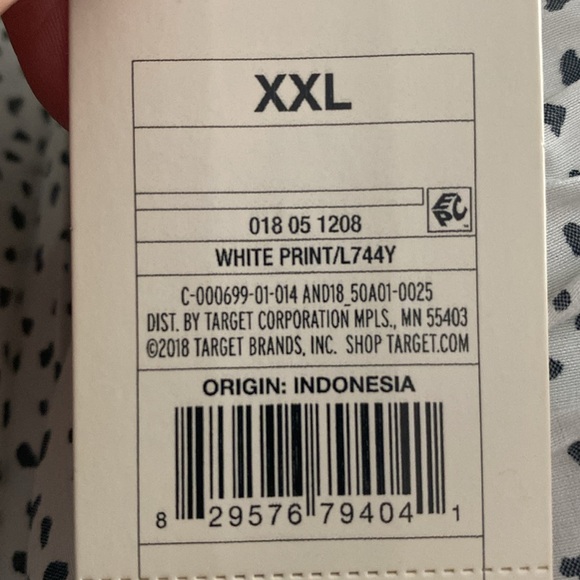 XXL
EPC
018 05 1208
WHITE PRINT/L744Y
C-000699-01-014 AND18_50A01-0025
DIST. BY TARGET CORPORATION MPLS., MN 55403
©2018 TARGET BRANDS, INC. SHOP TARGET.COM
ORIGIN: INDONESIA
8 29576 79404 1